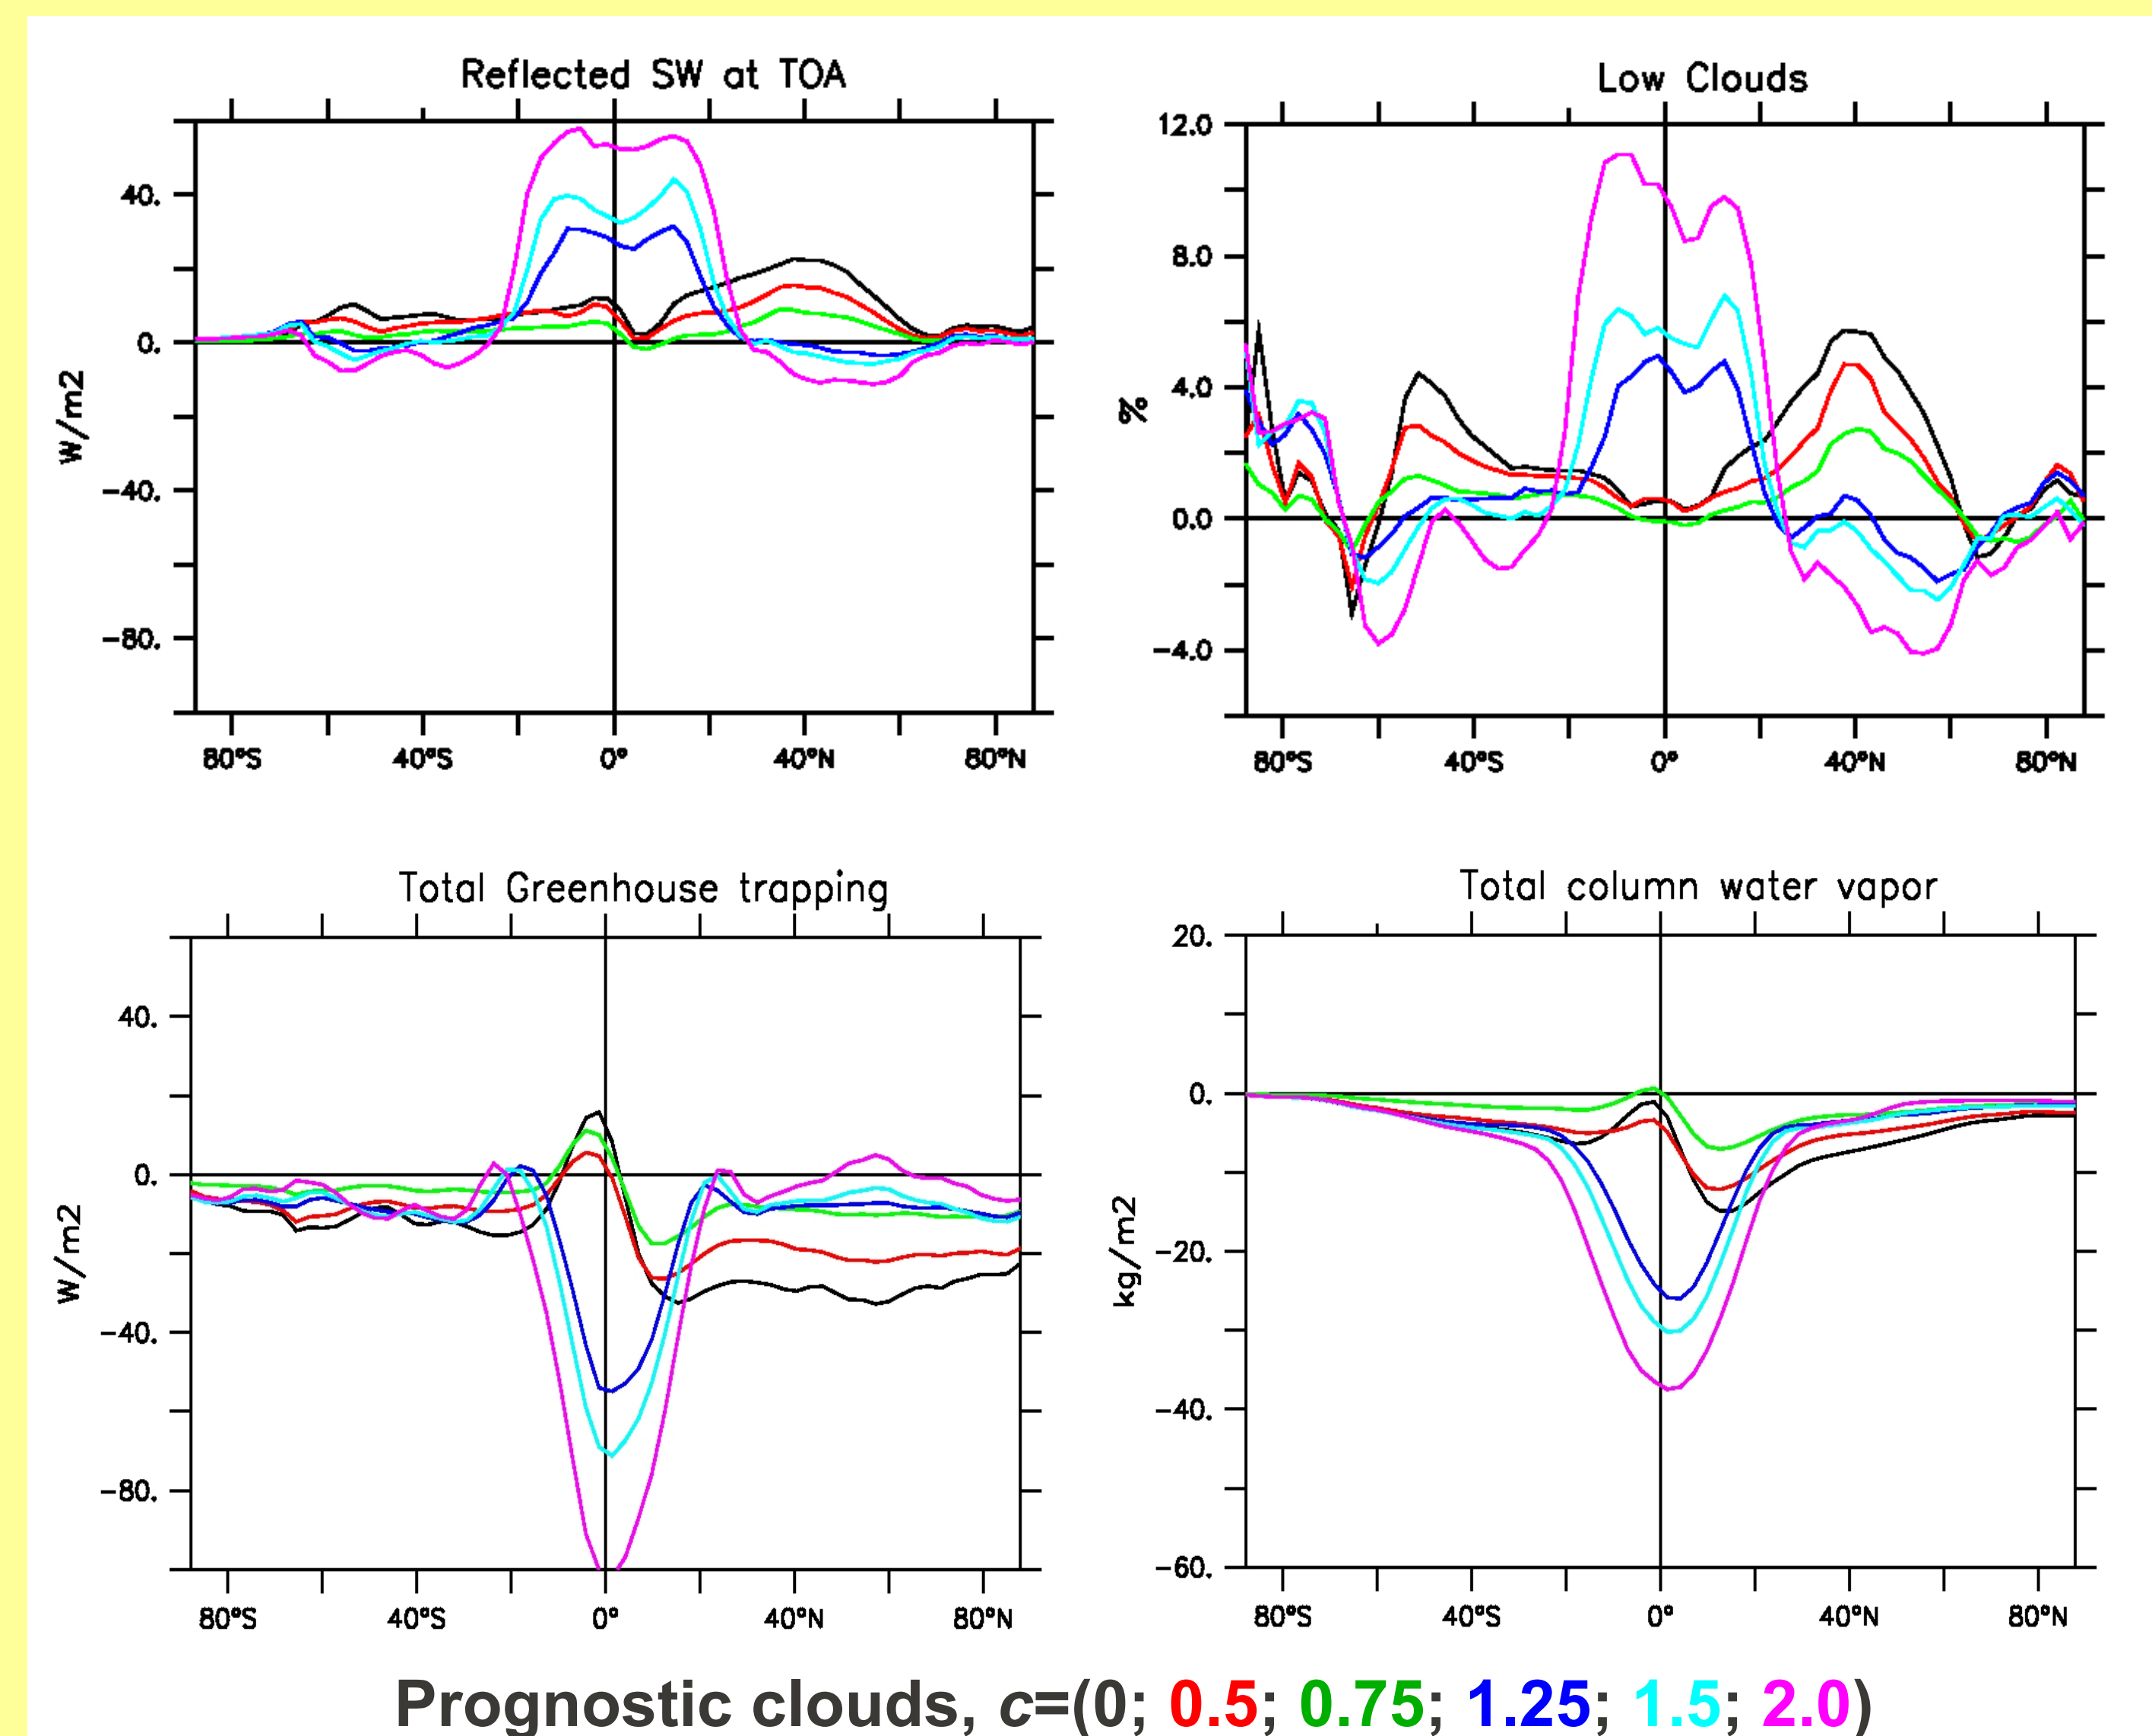 Reflected SW at TOA
40.
0.
-40.
-80.
W/m2
80°S 40°S 0° 40°N 80°N
Low Clouds
12.0
8.0
4.0
0.0
-4.0
%
80°S 40°S 0° 40°N 80°N
Total Greenhouse trapping
40.
0.
-40.
-80.
W/m2
80°S 40°S 0° 40°N 80°N
Total column water vapor
20.
0.
-20.
-40.
-60.
kg/m2
80°S 40°S 0° 40°N 80°N
Prognostic clouds, c=(0; 0.5; 0.75; 1.25; 1.5; 2.0)